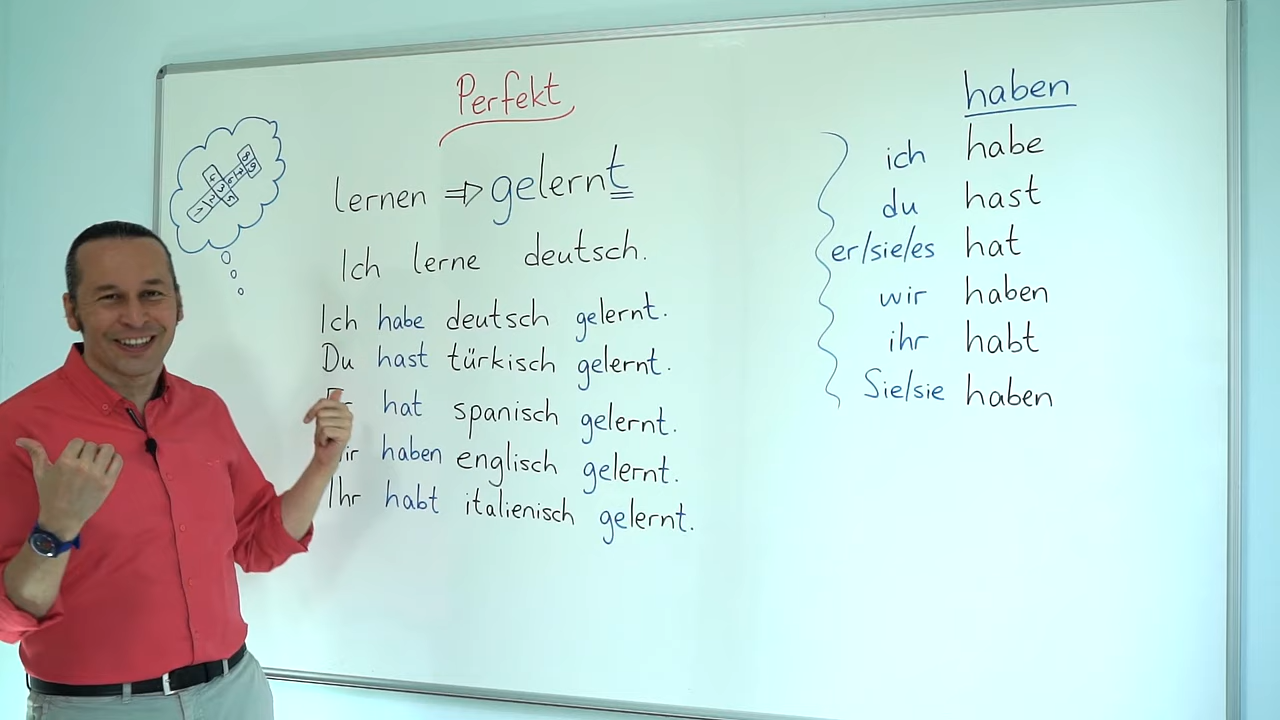 Perfekt
lernen ⇒ gelernt
Ich lerne deutsch.
Ich habe deutsch gelernt.
Du hast türkisch gelernt.
hat spanisch gelernt.
haben englisch gelernt.
Ihr habt italienisch gelernt.
haben
ich habe
du hast
er/sie/es hat
wir haben
ihr habt
Sie/sie haben